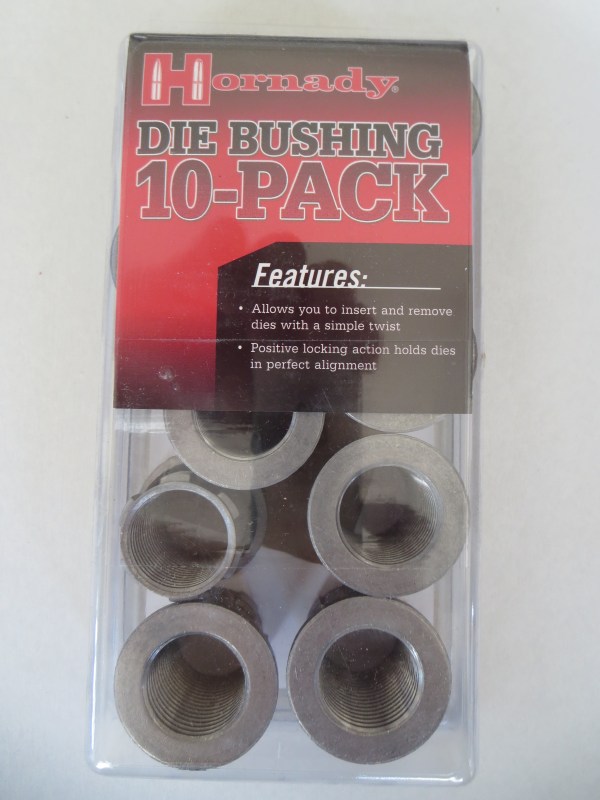 Hornady®
DIE BUSHING
10-PACK
Features:
• Allows you to insert and remove
dies with a simple twist
• Positive locking action holds dies
in perfect alignment